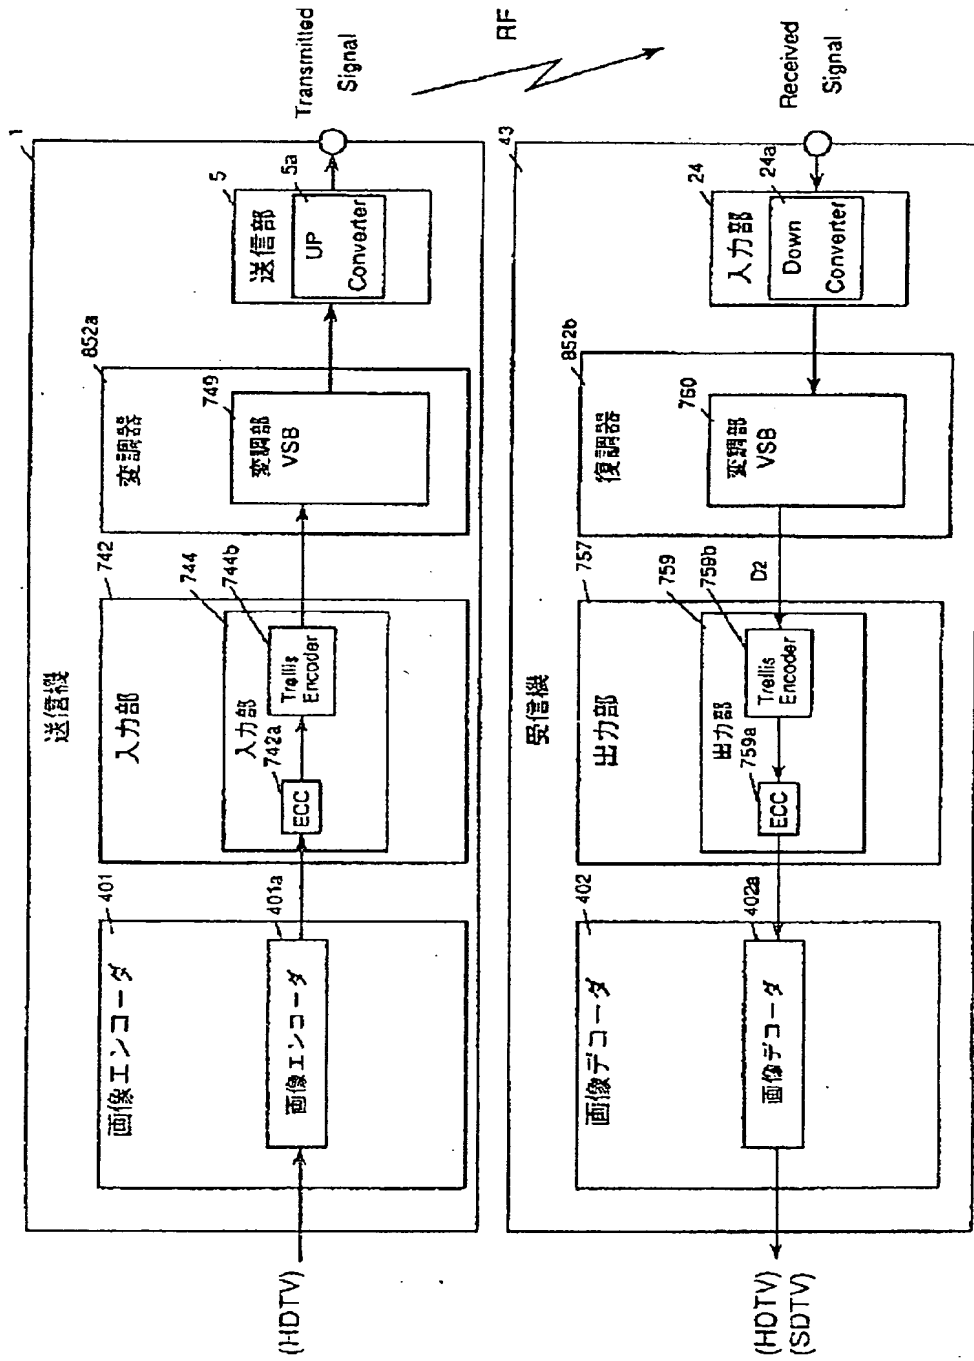 送信機
1
(HDTV)
画像エンコーダ
401
画像エンコーダ
401a
入力部
742
入力部
744
742a
ECC
744b
Trellis
Encoder
変調器
852a
変調部
VSB
749
送信部
5
UP
Converter
5a
Transmitted
Signal
RF
受信機
43
(HDTV)
(SDTV)
画像デコーダ
402
画像デコーダ
402a
出力部
757
出力部
759
759a
ECC
759b
Trellis
Encoder
D2
復調器
852b
変調部
VSB
760
入力部
24
Down
Converter
24a
Received
Signal